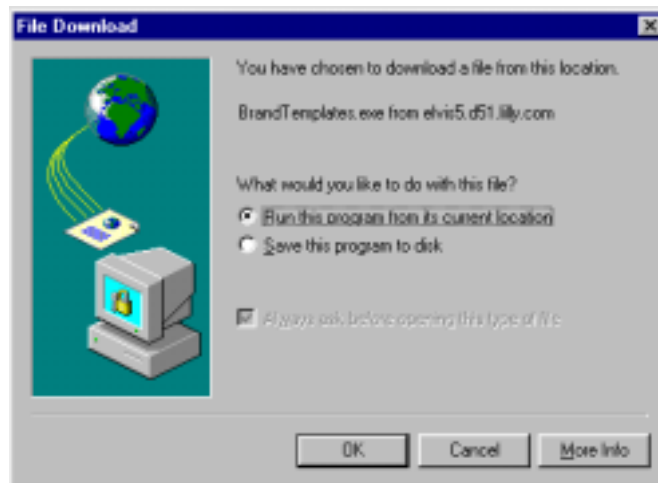 File Download
You have chosen to download a file from this location.
BrandTemplates.exe from elvis5.d51.lilly.com
What would you like to do with this file?
Run this program from its current location
Save this program to disk
Always ask before opening this type of file
OK
Cancel
More Info